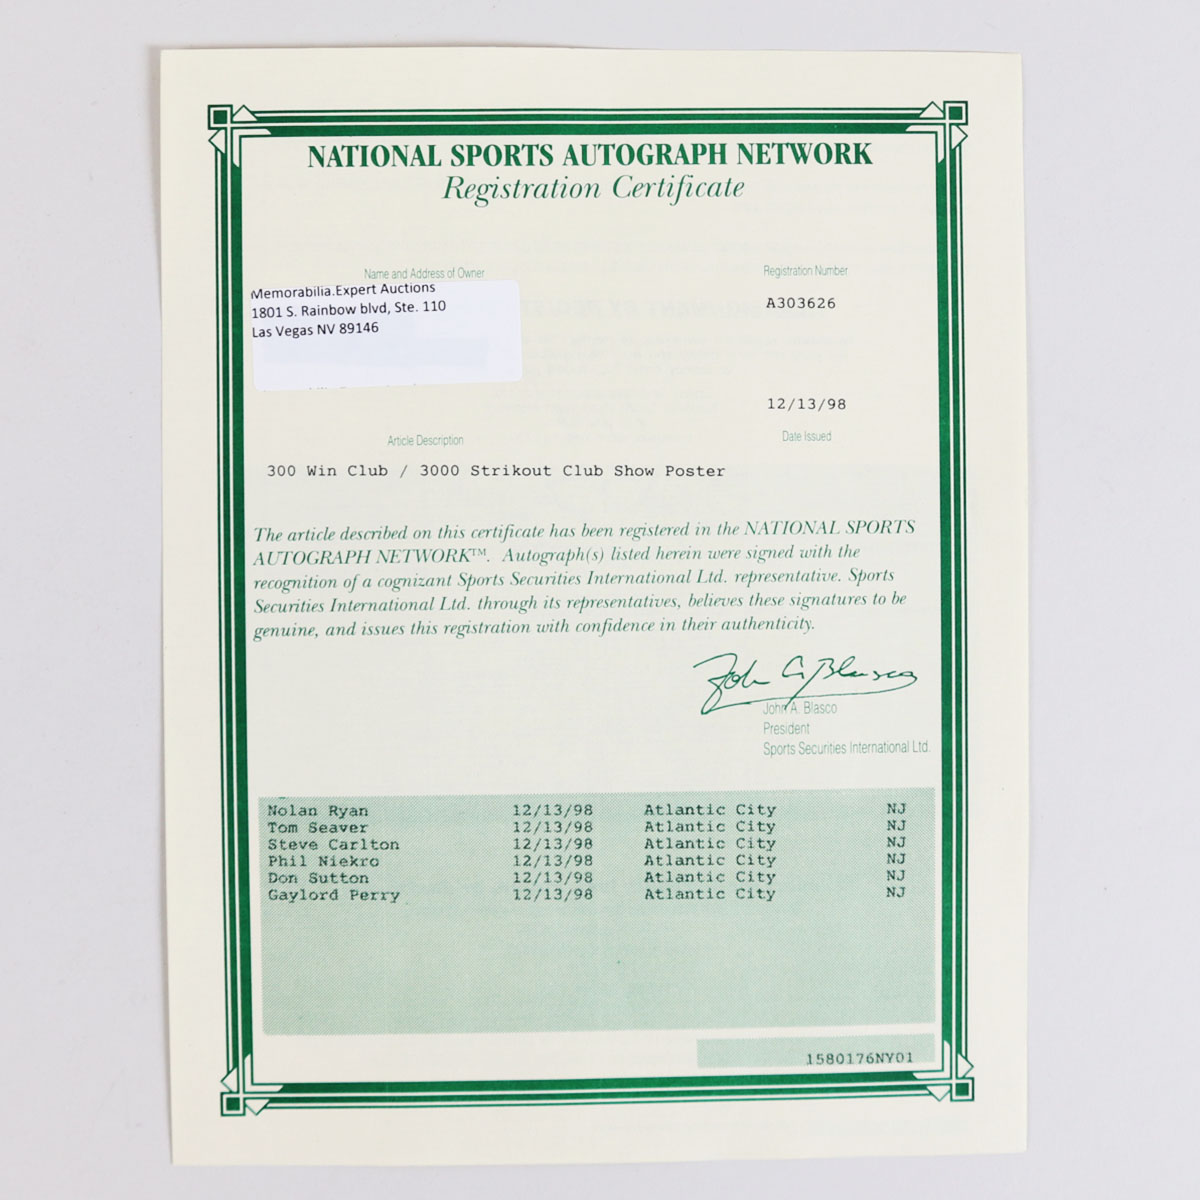 NATIONAL SPORTS AUTOGRAPH NETWORK
Registration Certificate
Name and Address of Owner
Memorabilia.Expert Auctions
1801 S. Rainbow blvd, Ste. 110
Las Vegas NV 89146
Registration Number
A303626
12/13/98
Date Issued
Article Description
300 Win Club / 3000 Strikout Club Show Poster
The article described on this certificate has been registered in the NATIONAL SPORTS
AUTOGRAPH NETWORK™. Autograph(s) listed herein were signed with the
recognition of a cognizant Sports Securities International Ltd. representative. Sports
Securities International Ltd. through its representatives, believes these signatures to be
genuine, and issues this registration with confidence in their authenticity.
John A. Blasco
John A. Blasco
President
Sports Securities International Ltd.
Nolan Ryan 12/13/98 Atlantic City NJ
Tom Seaver 12/13/98 Atlantic City NJ
Steve Carlton 12/13/98 Atlantic City NJ
Phil Niekro 12/13/98 Atlantic City NJ
Don Sutton 12/13/98 Atlantic City NJ
Gaylord Perry 12/13/98 Atlantic City NJ
1580176NY01